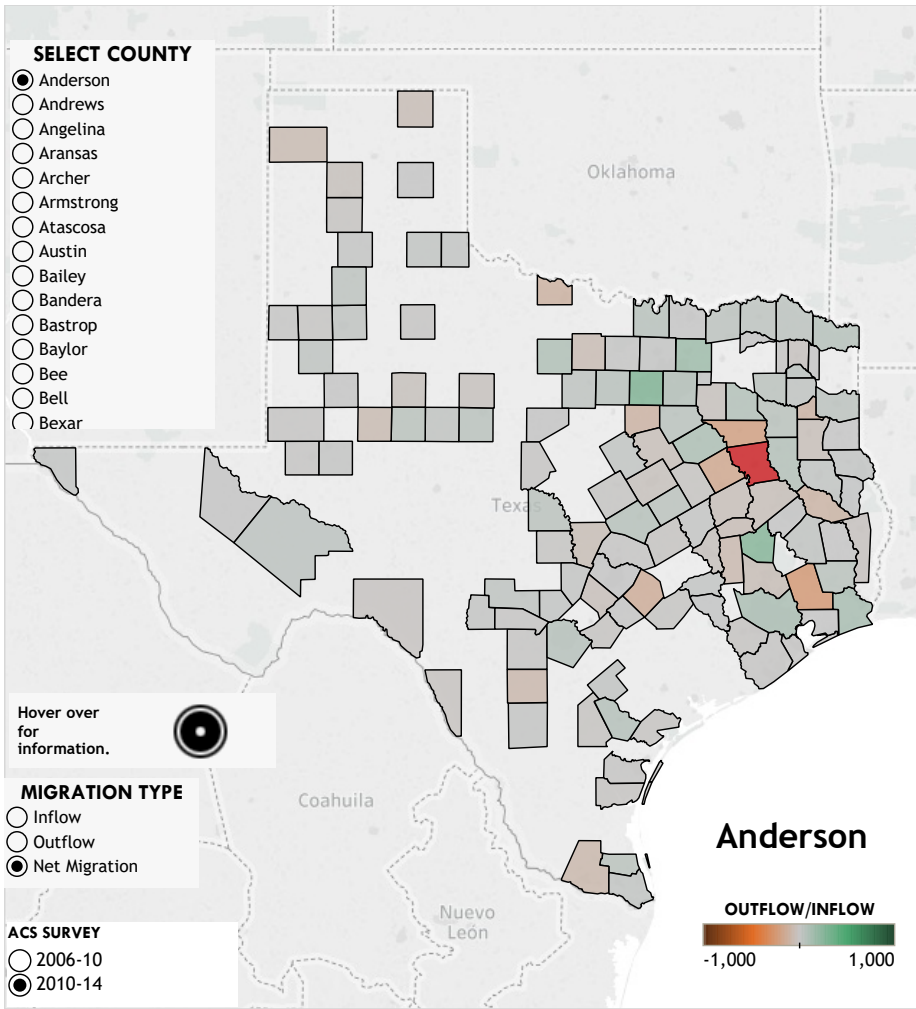 SELECT COUNTY
Anderson
Andrews
Angelina
Aransas
Archer
Armstrong
Atascosa
Austin
Bailey
Bandera
Bastrop
Baylor
Bee
Bell
Bexar
Oklahoma
Texas
Hover over
for
information.
MIGRATION TYPE
Inflow
Outflow
Net Migration
Coahuila
Nuevo
León
ACS SURVEY
2006-10
2010-14
Anderson
OUTFLOW/INFLOW
-1,000 1,000